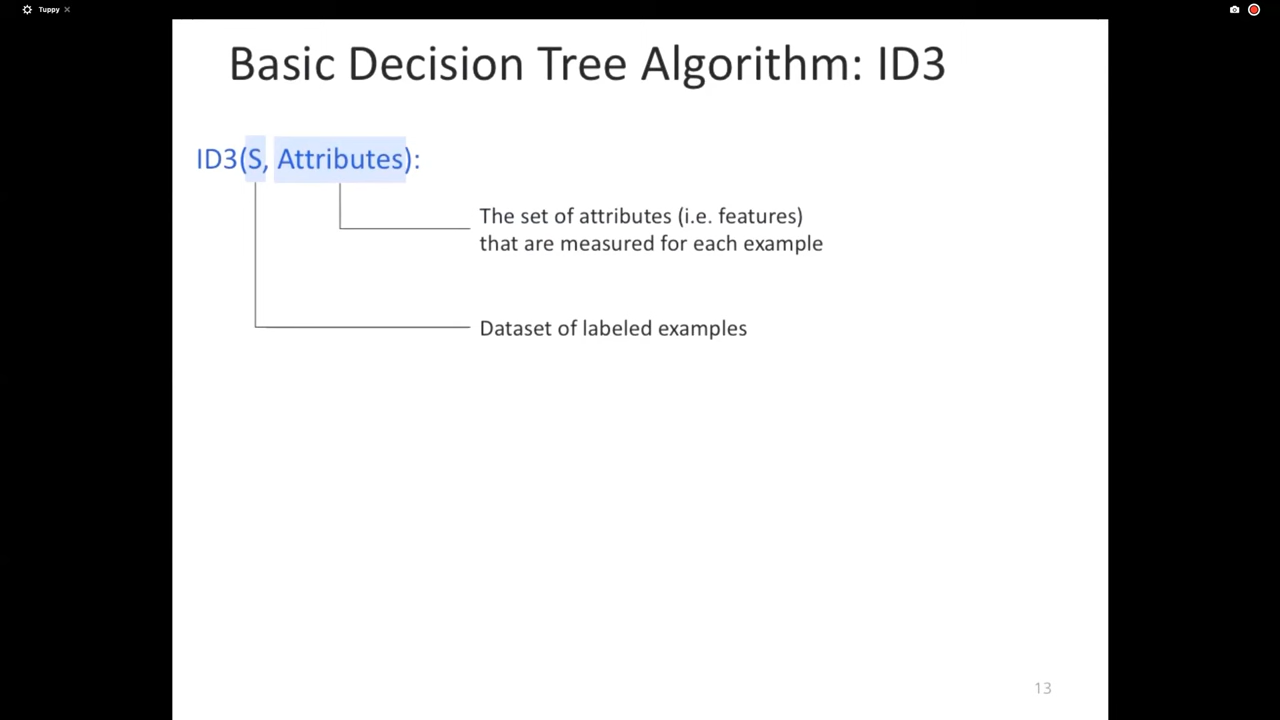 Tuppy
Basic Decision Tree Algorithm: ID3
ID3(S, Attributes):
The set of attributes (i.e. features)
that are measured for each example
Dataset of labeled examples
13